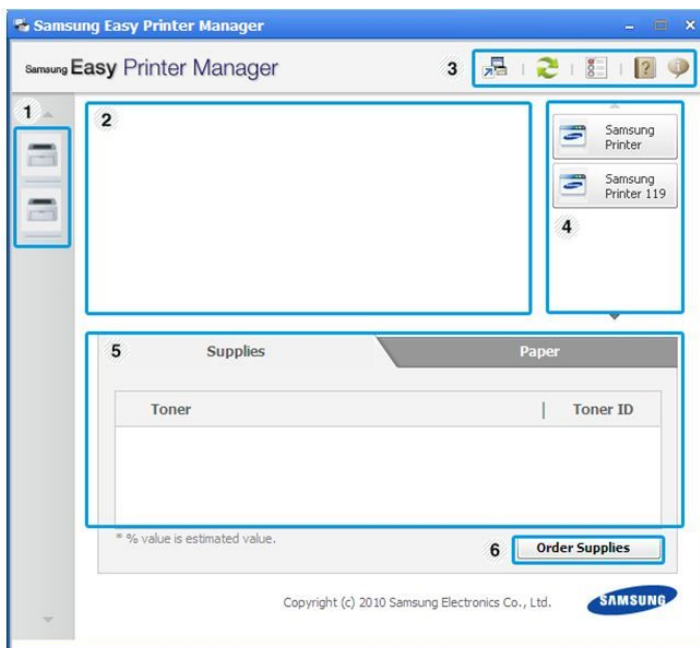 Samsung Easy Printer Manager
Samsung Easy Printer Manager
3
1
2
Samsung
Printer
Samsung
Printer 119
4
5
Supplies
Paper
Toner
Toner ID
* % value is estimated value.
6
Order Supplies
Copyright (c) 2010 Samsung Electronics Co., Ltd.
SAMSUNG